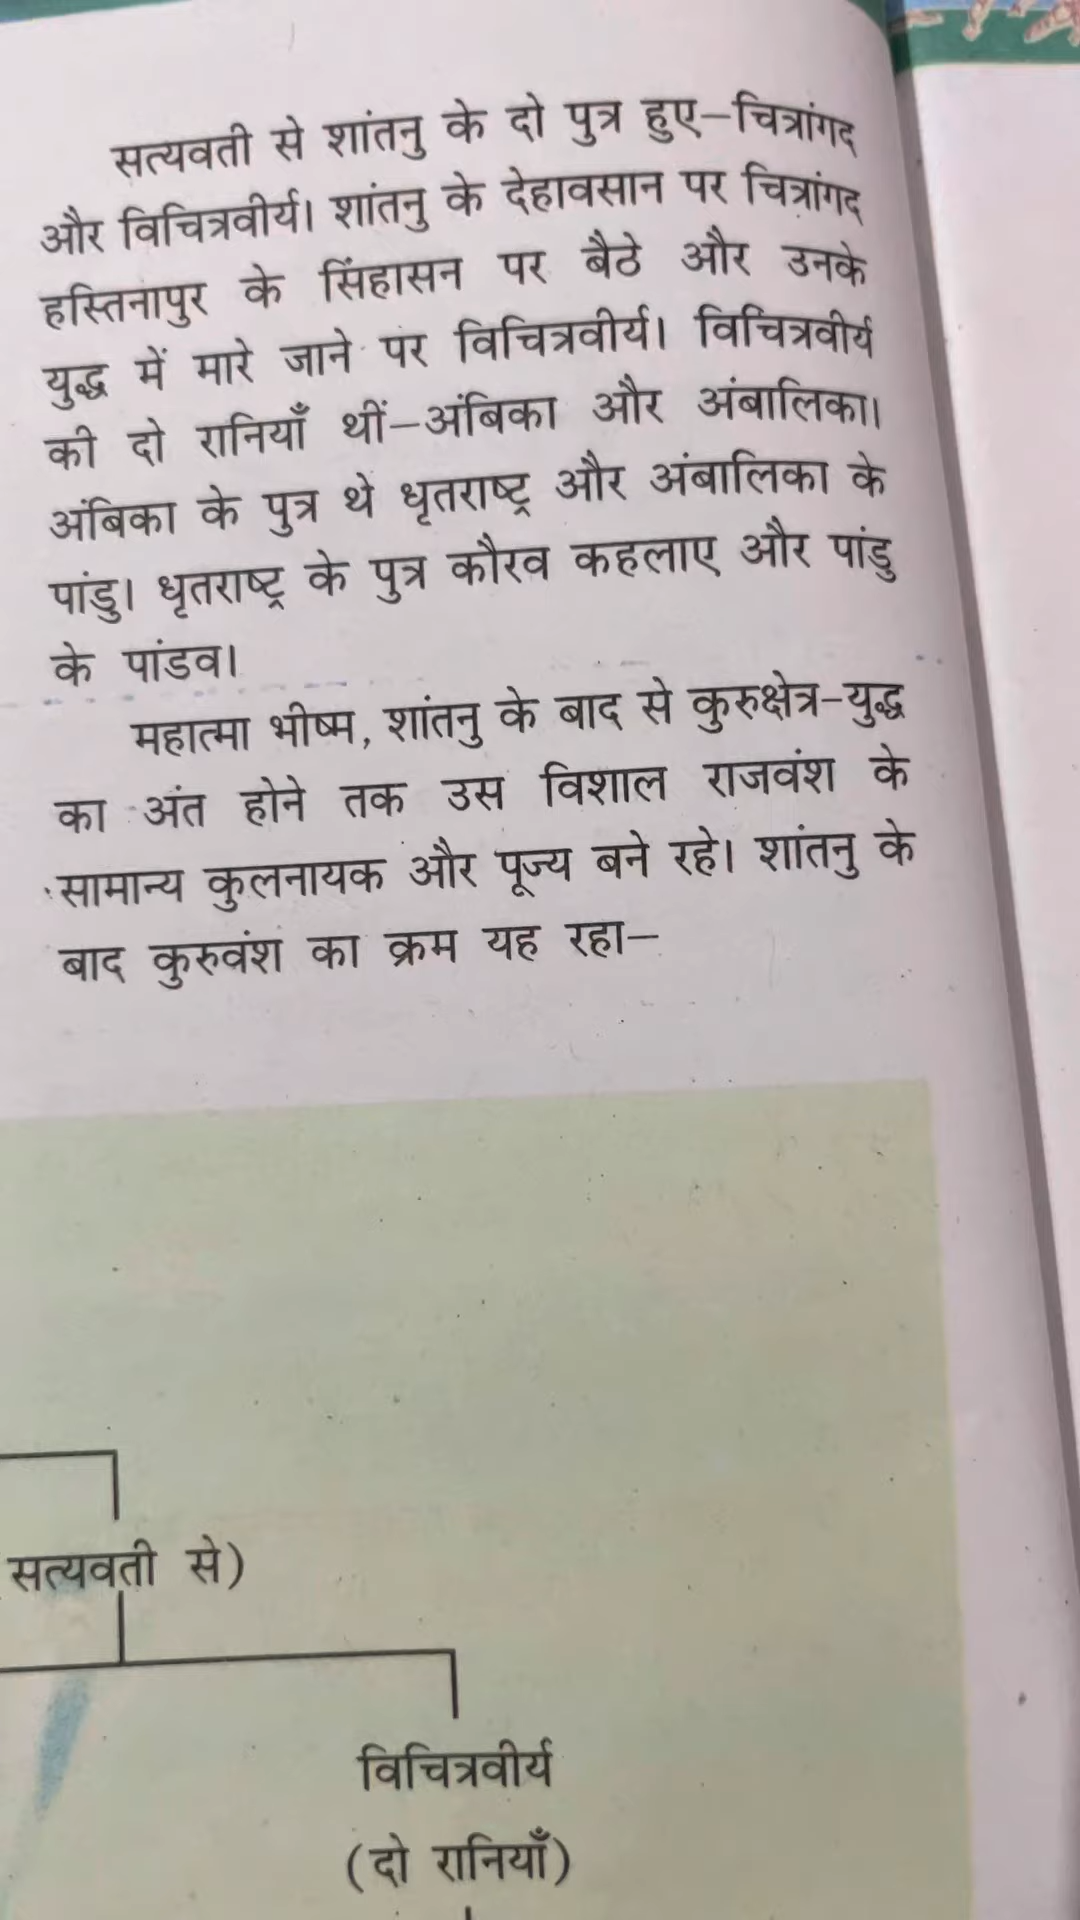 सत्यवती से शांतनु के दो पुत्र हुए–चित्रांगद
और विचित्रवीर्य। शांतनु के देहावसान पर चित्रांगद
हस्तिनापुर के सिंहासन पर बैठे और उनके
युद्ध में मारे जाने पर विचित्रवीर्य। विचित्रवीर्य
की दो रानियाँ थीं–अंबिका और अंबालिका।
अंबिका के पुत्र थे धृतराष्ट्र और अंबालिका के
पांडु। धृतराष्ट्र के पुत्र कौरव कहलाए और पांडु
के पांडव।
महात्मा भीष्म, शांतनु के बाद से कुरुक्षेत्र-युद्ध
का अंत होने तक उस विशाल राजवंश के
सामान्य कुलनायक और पूज्य बने रहे। शांतनु के
बाद कुरुवंश का क्रम यह रहा–
सत्यवती से)
विचित्रवीर्य
(दो रानियाँ)